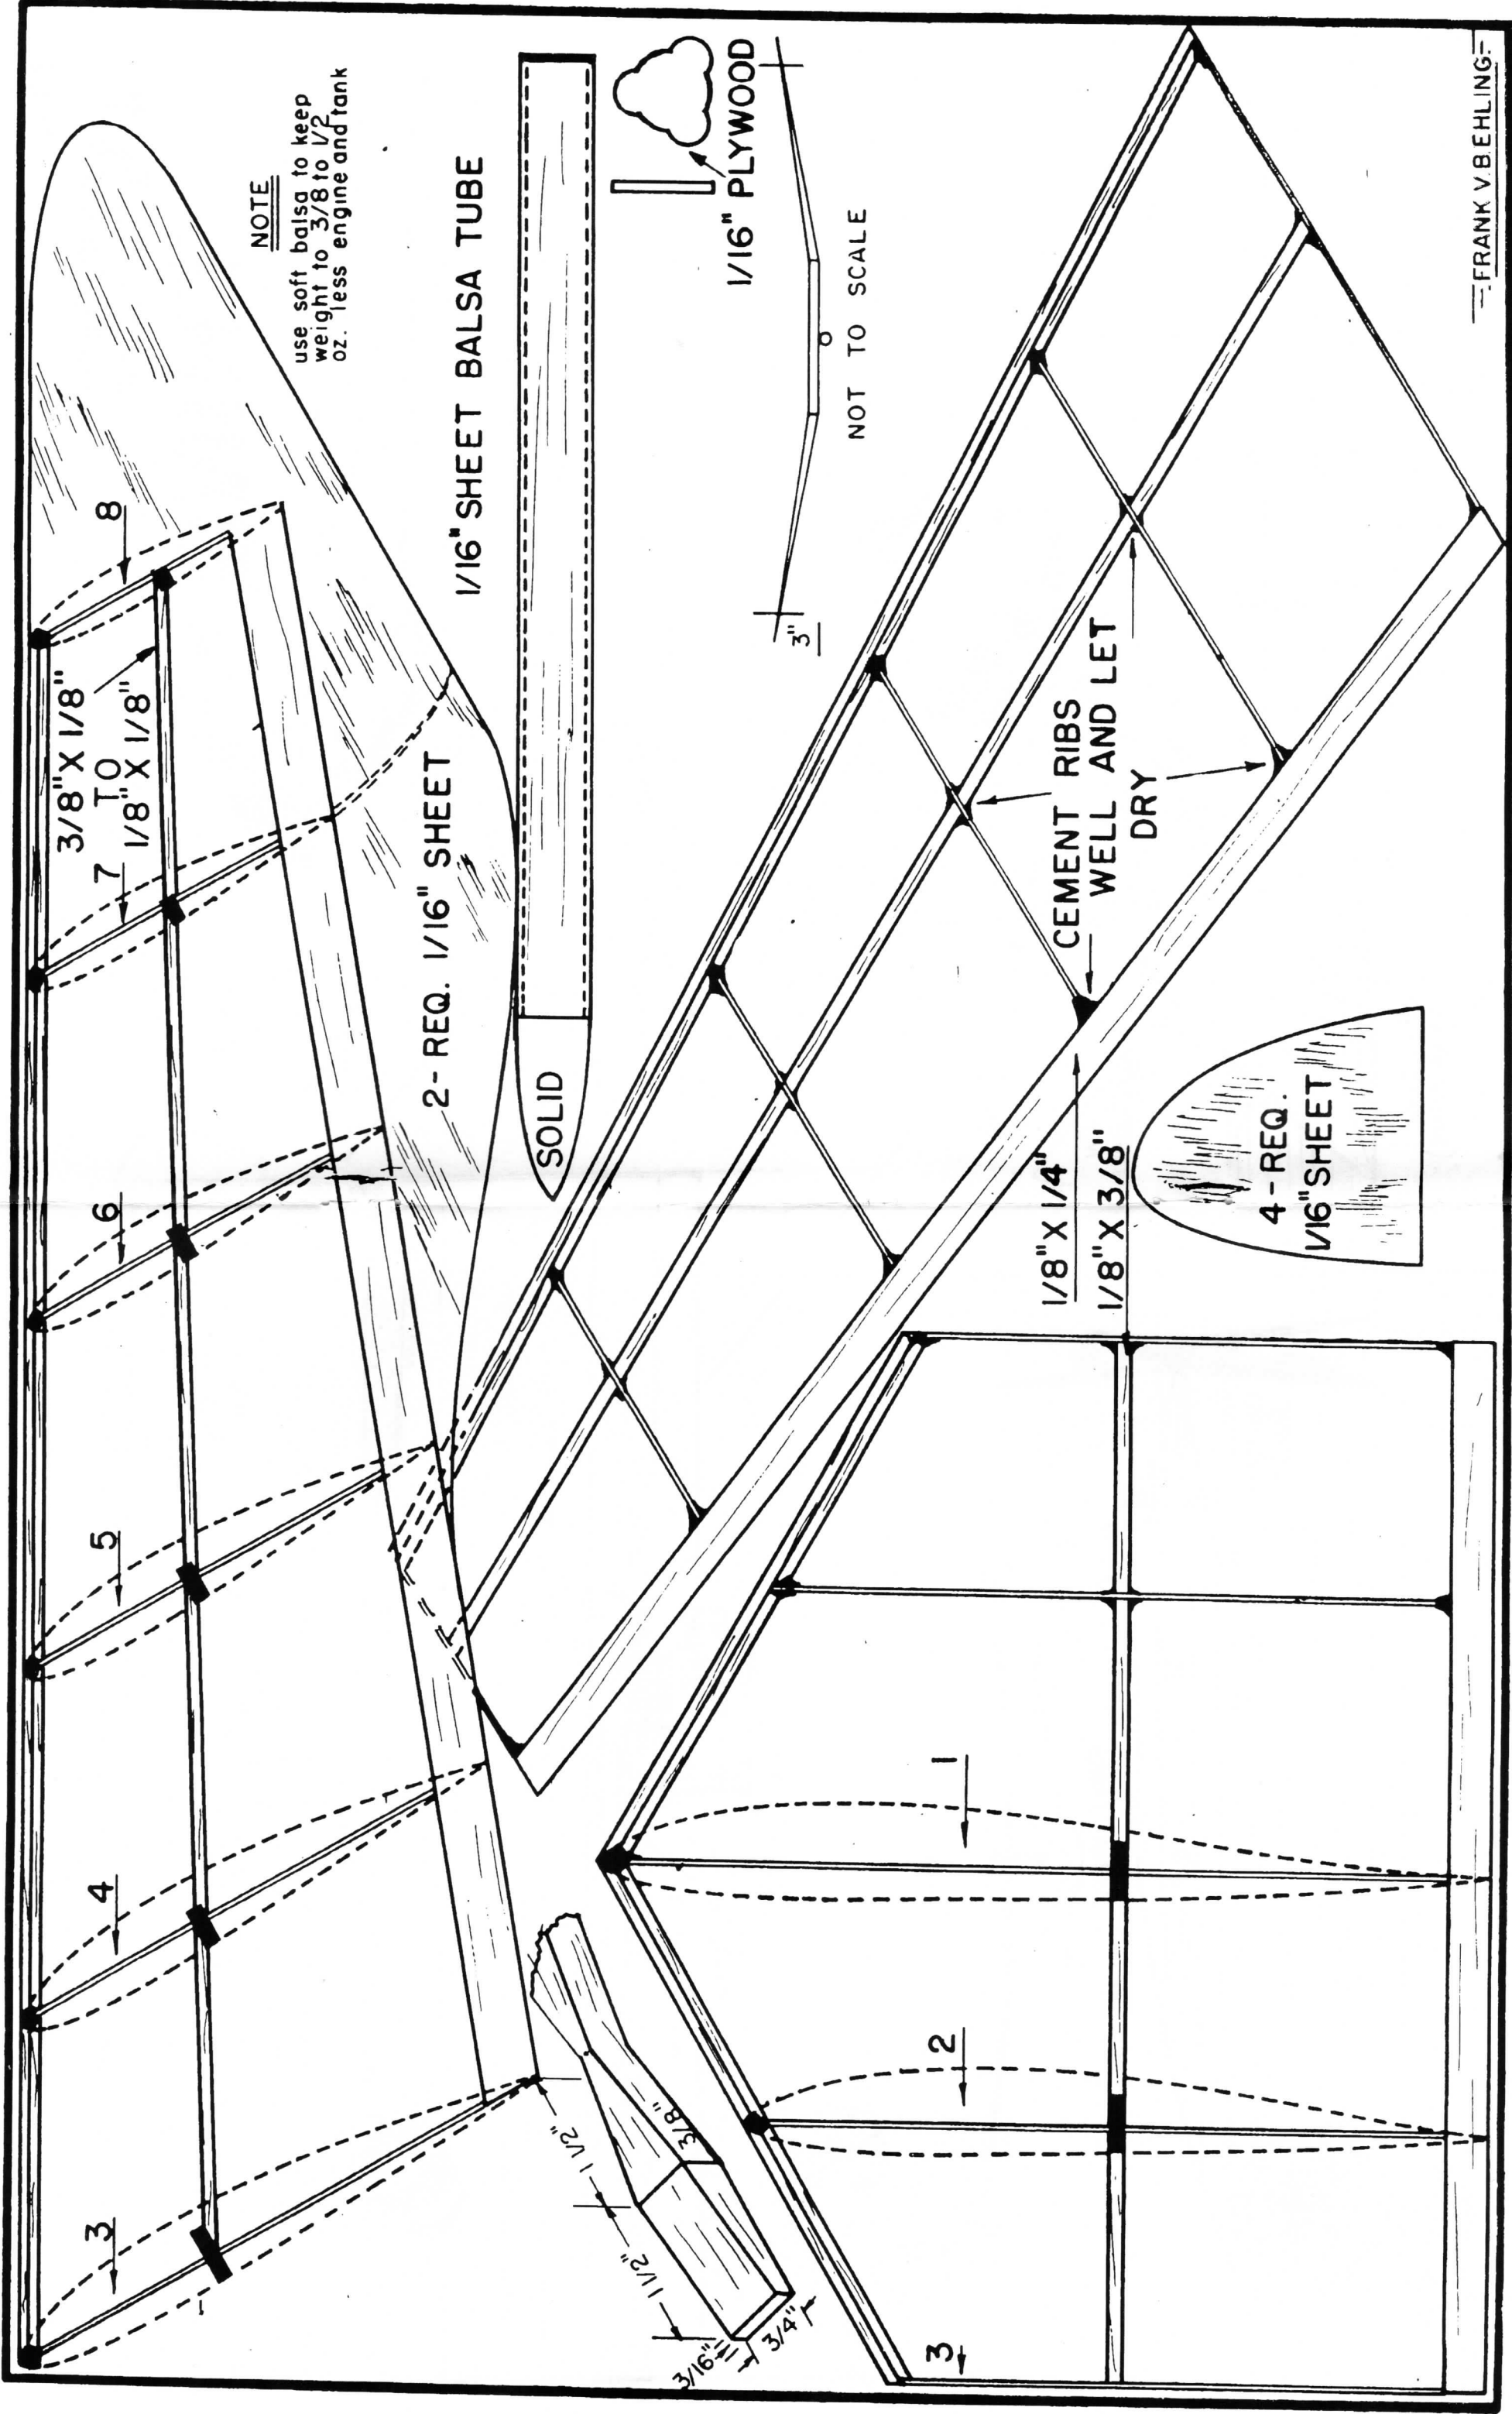 NOTE
use soft balsa to keep
weight to 3/8 to 1/2
oz. less engine and tank
8
3/8" X 1/8"
TO
1/8" X 1/8"
7
6
5
4
3
2- REQ. 1/16" SHEET
1/16" SHEET BALSA TUBE
SOLID
1/16" PLYWOOD
3"
NOT TO SCALE
CEMENT RIBS
WELL AND LET
DRY
1/8" X 1/4"
1/8" X 3/8"
4-REQ.
1/16" SHEET
1
2
3
1 1/2"
1 1/2"
3/8"
3/16"
3/4"
FRANK V. BEHLING